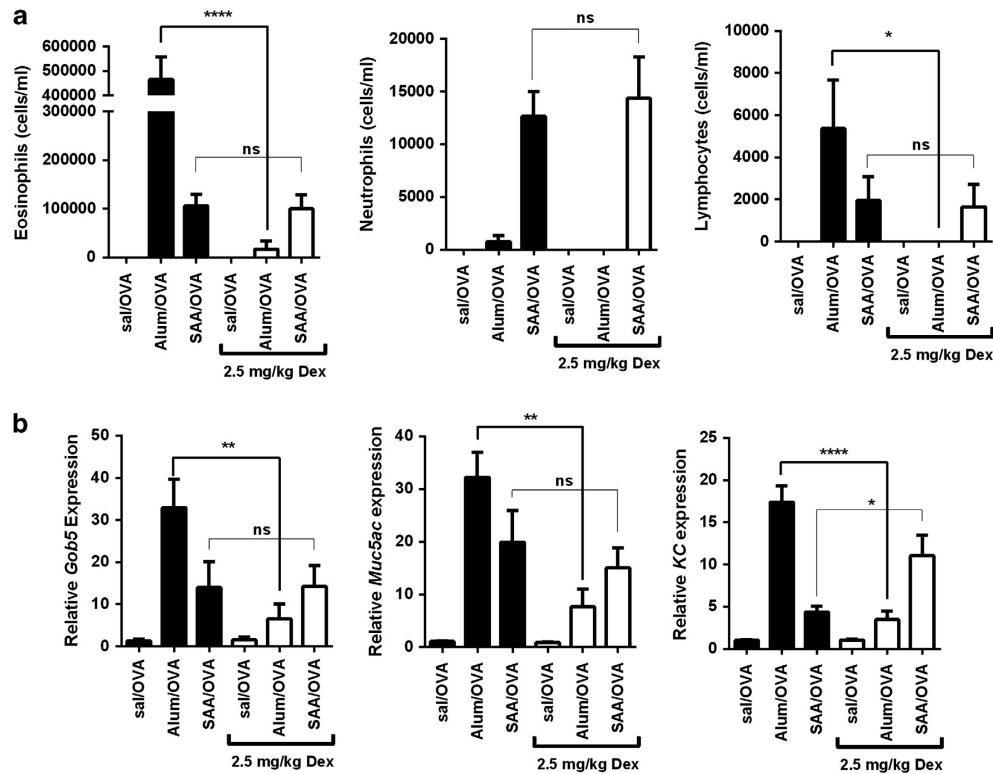 a
Eosinophils (cells/ml)
600000
500000
400000
300000
200000
100000
0
****
ns
sal/OVA
Alum/OVA
SAA/OVA
sal/OVA
Alum/OVA
SAA/OVA
2.5 mg/kg Dex
Neutrophils (cells/ml)
20000
15000
10000
5000
0
ns
sal/OVA
Alum/OVA
SAA/OVA
sal/OVA
Alum/OVA
SAA/OVA
2.5 mg/kg Dex
Lymphocytes (cells/ml)
10000
8000
6000
4000
2000
0
*
ns
sal/OVA
Alum/OVA
SAA/OVA
sal/OVA
Alum/OVA
SAA/OVA
2.5 mg/kg Dex
b
Relative Gob5 Expression
50
40
30
20
10
0
**
ns
sal/OVA
Alum/OVA
SAA/OVA
sal/OVA
Alum/OVA
SAA/OVA
2.5 mg/kg Dex
Relative Muc5ac expression
40
30
20
10
0
**
ns
sal/OVA
Alum/OVA
SAA/OVA
sal/OVA
Alum/OVA
SAA/OVA
2.5 mg/kg Dex
Relative KC expression
25
20
15
10
5
0
****
*
sal/OVA
Alum/OVA
SAA/OVA
sal/OVA
Alum/OVA
SAA/OVA
2.5 mg/kg Dex